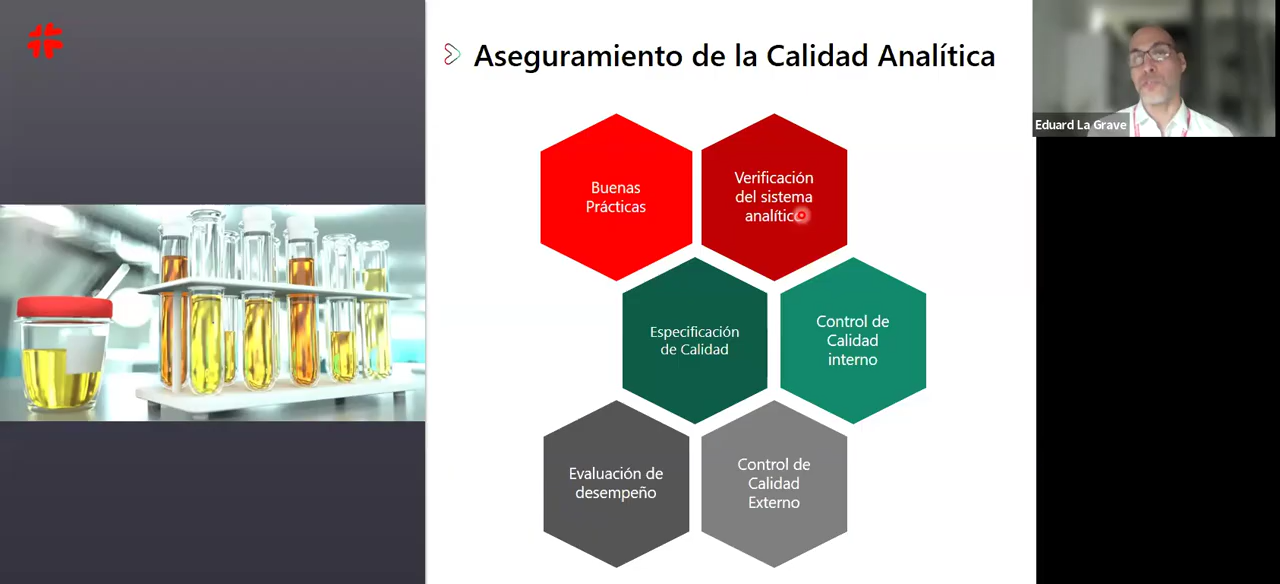 Aseguramiento de la Calidad Analítica
Eduard La Grave
Buenas
Prácticas
Verificación
del sistema
analítico
Especificación
de Calidad
Control de
Calidad
interno
Evaluación de
desempeño
Control de
Calidad
Externo